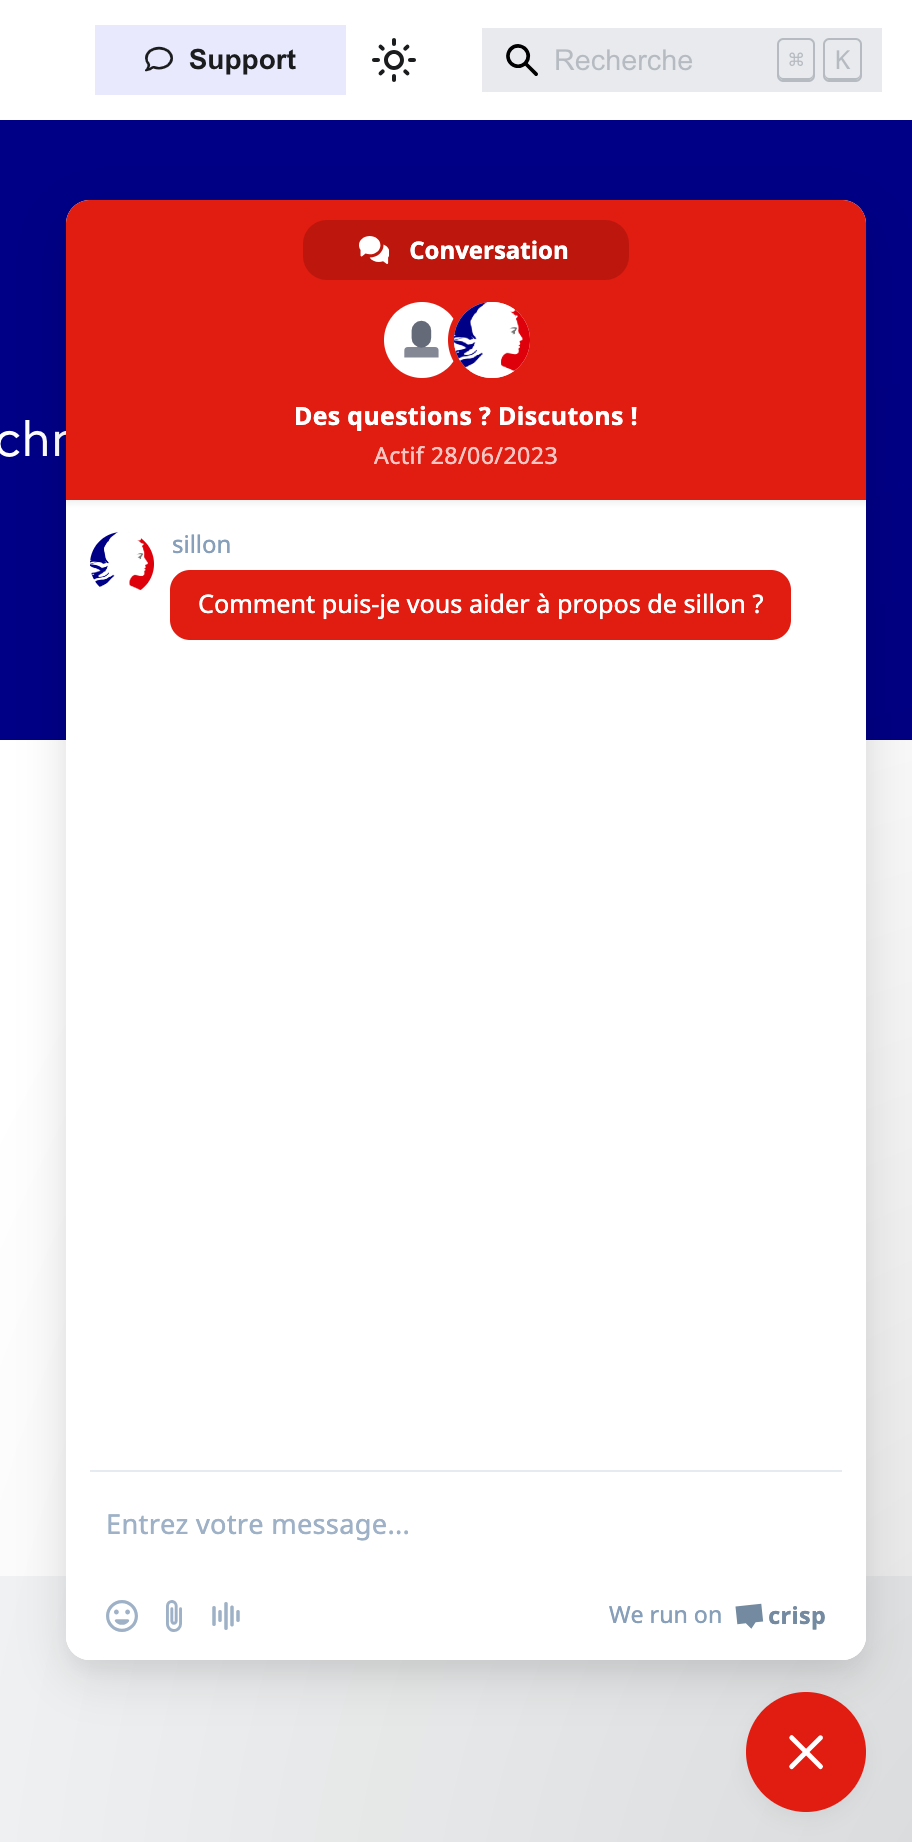 Support
Recherche
⌘ K
Conversation
Des questions ? Discutons !
Actif 28/06/2023
chr
sillon
Comment puis-je vous aider à propos de sillon ?
Entrez votre message...
We run on crisp